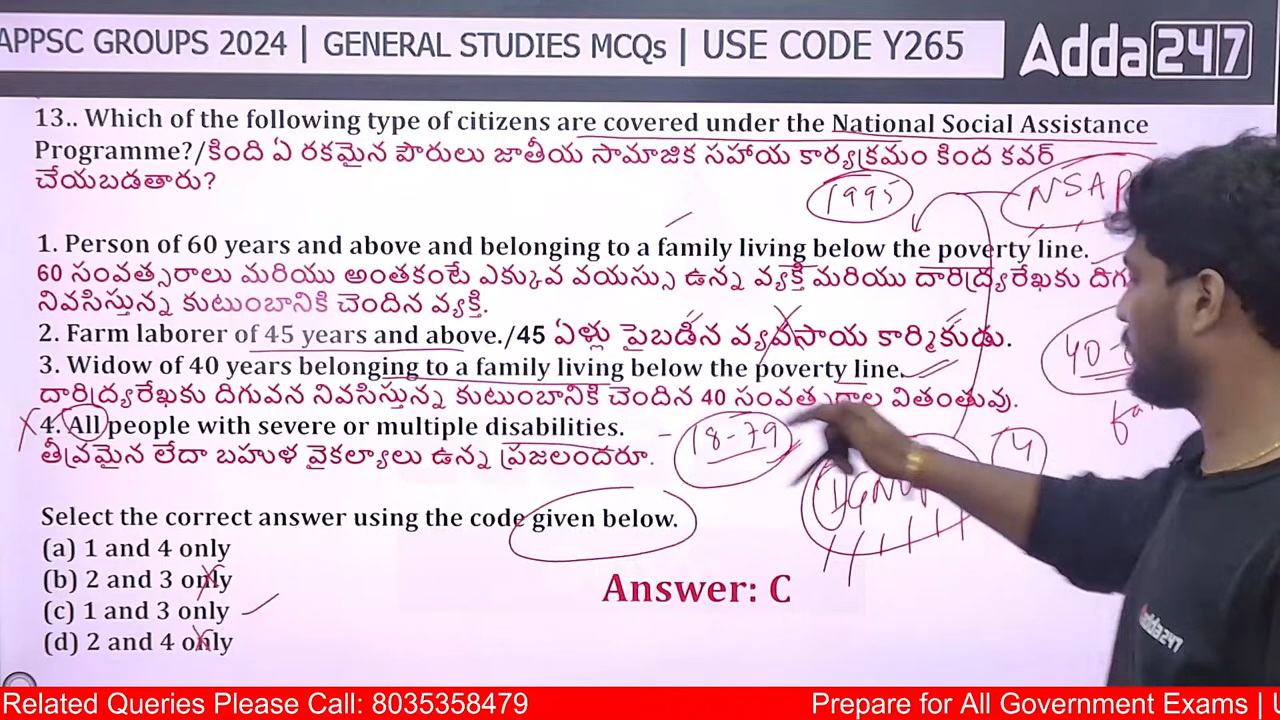 APPSC GROUPS 2024 | GENERAL STUDIES MCQs | USE CODE Y265
Adda247
13.. Which of the following type of citizens are covered under the National Social Assistance
Programme?/కింది ఏ రకమైన పౌరులు జాతీయ సామాజిక సహాయ కార్యక్రమం కింద కవర్
చేయబడతారు?
1995
NSAP
1. Person of 60 years and above and belonging to a family living below the poverty line.
60 సంవత్సరాలు మరియు అంతకంటే ఎక్కువ వయస్సు ఉన్న వ్యక్తి మరియు దారిద్ర్యరేఖకు దిగు
నివసిస్తున్న కుటుంబానికి చెందిన వ్యక్తి.
2. Farm laborer of 45 years and above./45 ఏళ్లు పైబడిన వ్యవసాయ కార్మికుడు.
40-
3. Widow of 40 years belonging to a family living below the poverty line.
దారిద్ర్యరేఖకు దిగువన నివసిస్తున్న కుటుంబానికి చెందిన 40 సంవత్సరాల వితంతువు.
4. All people with severe or multiple disabilities.
18-79
4
తీవ్రమైన లేదా బహుళ వైకల్యాలు ఉన్న ప్రజలందరూ.
Select the correct answer using the code given below.
(a) 1 and 4 only
(b) 2 and 3 only
(c) 1 and 3 only
(d) 2 and 4 only
Answer: C
Adda247
Related Queries Please Call: 8035358479
Prepare for All Government Exams |